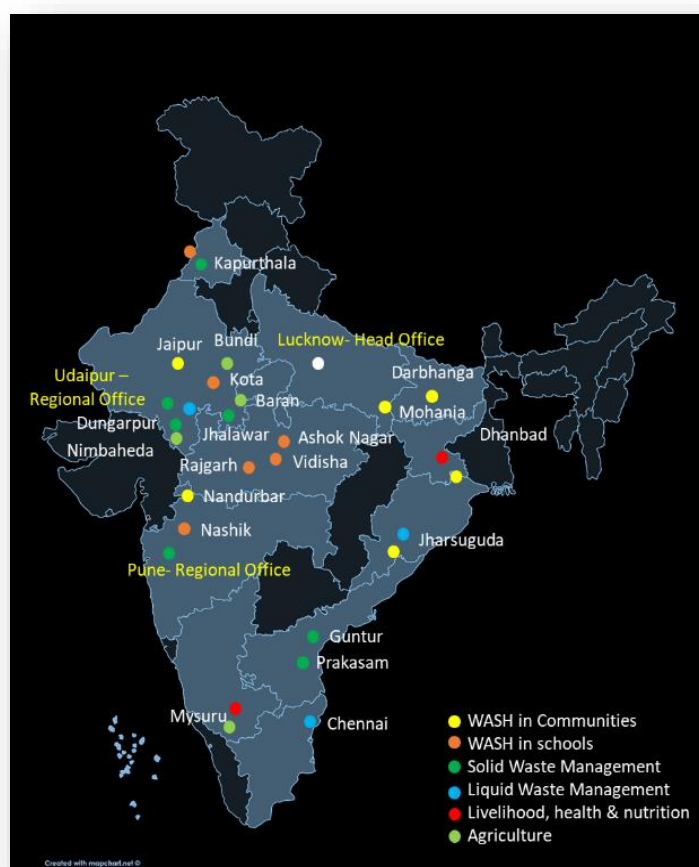 Kapurthala
Jaipur
Bundi
Lucknow- Head Office
Udaipur –
Regional Office
Kota
Darbhanga
Baran
Mohania
Dungarpur
Jhalawar
Ashok Nagar
Dhanbad
Nimbaheda
Rajgarh
Vidisha
Nandurbar
Nashik
Jharsuguda
Pune- Regional Office
Guntur
Prakasam
Mysuru
Chennai
WASH in Communities
WASH in schools
Solid Waste Management
Liquid Waste Management
Livelihood, health & nutrition
Agriculture
Created with mapchart.net ©